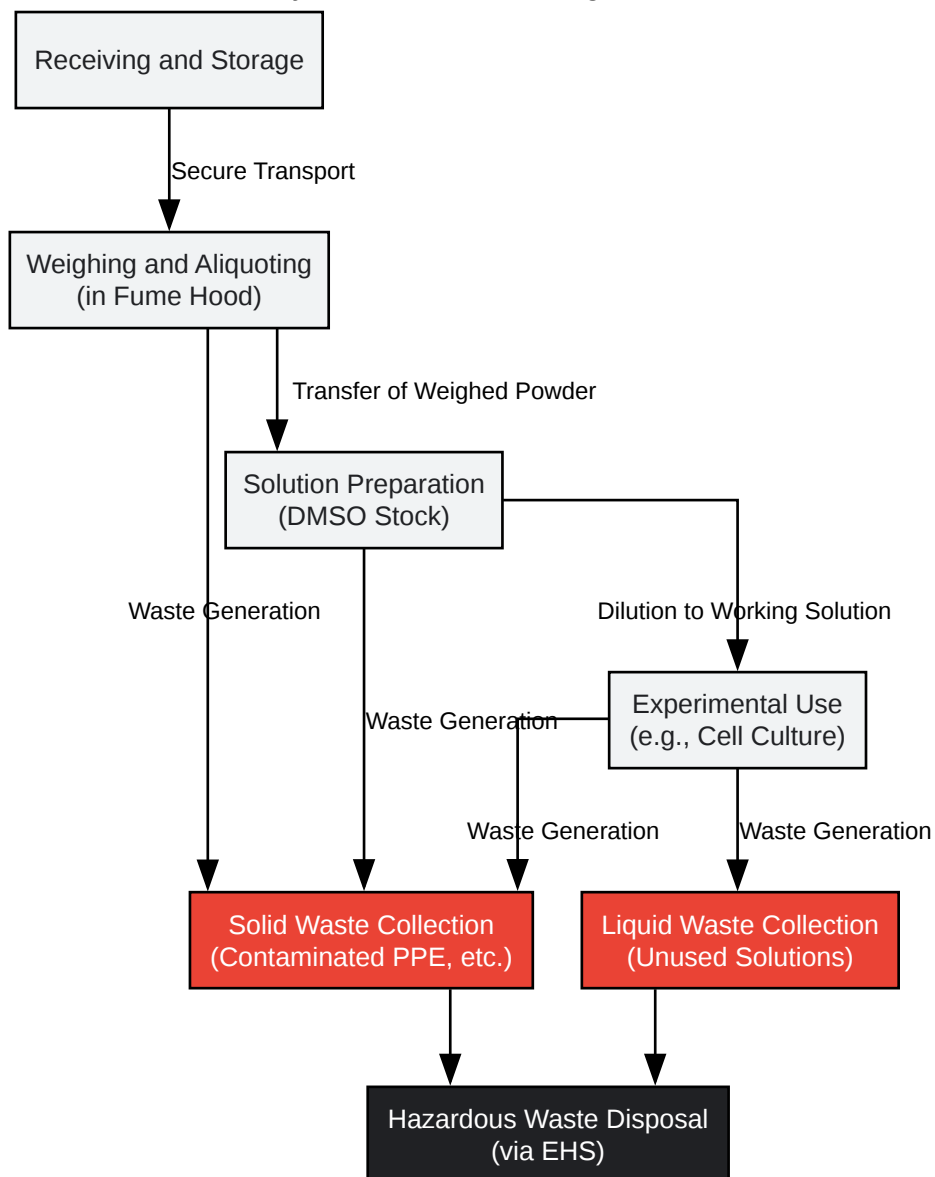 Receiving and Storage
Secure Transport
Weighing and Aliquoting
(in Fume Hood)
Transfer of Weighed Powder
Solution Preparation
(DMSO Stock)
Waste Generation
Dilution to Working Solution
Experimental Use
(e.g., Cell Culture)
Waste Generation
Waste Generation
Waste Generation
Solid Waste Collection
(Contaminated PPE, etc.)
Liquid Waste Collection
(Unused Solutions)
Hazardous Waste Disposal
(via EHS)